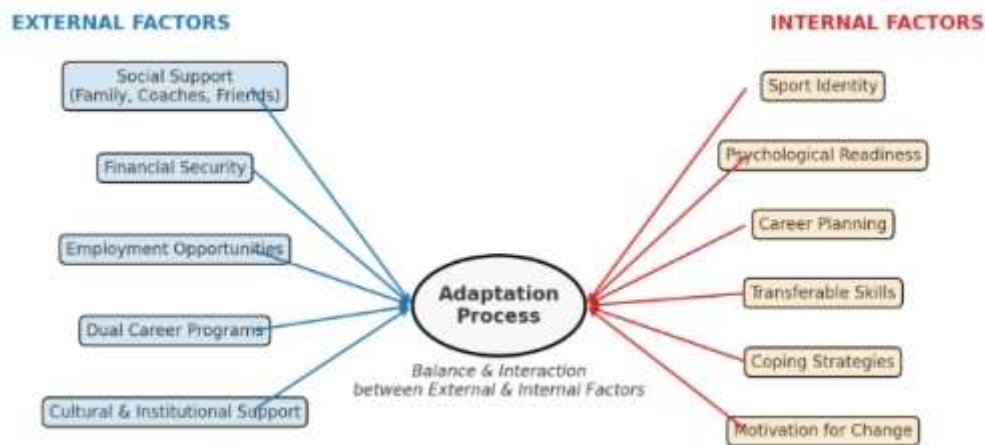 EXTERNAL FACTORS
INTERNAL FACTORS
Social Support
(Family, Coaches, Friends)
Financial Security
Employment Opportunities
Dual Career Programs
Cultural & Institutional Support
Adaptation
Process
Balance & Interaction
between External & Internal Factors
Sport Identity
Psychological Readiness
Career Planning
Transferable Skills
Coping Strategies
Motivation for Change